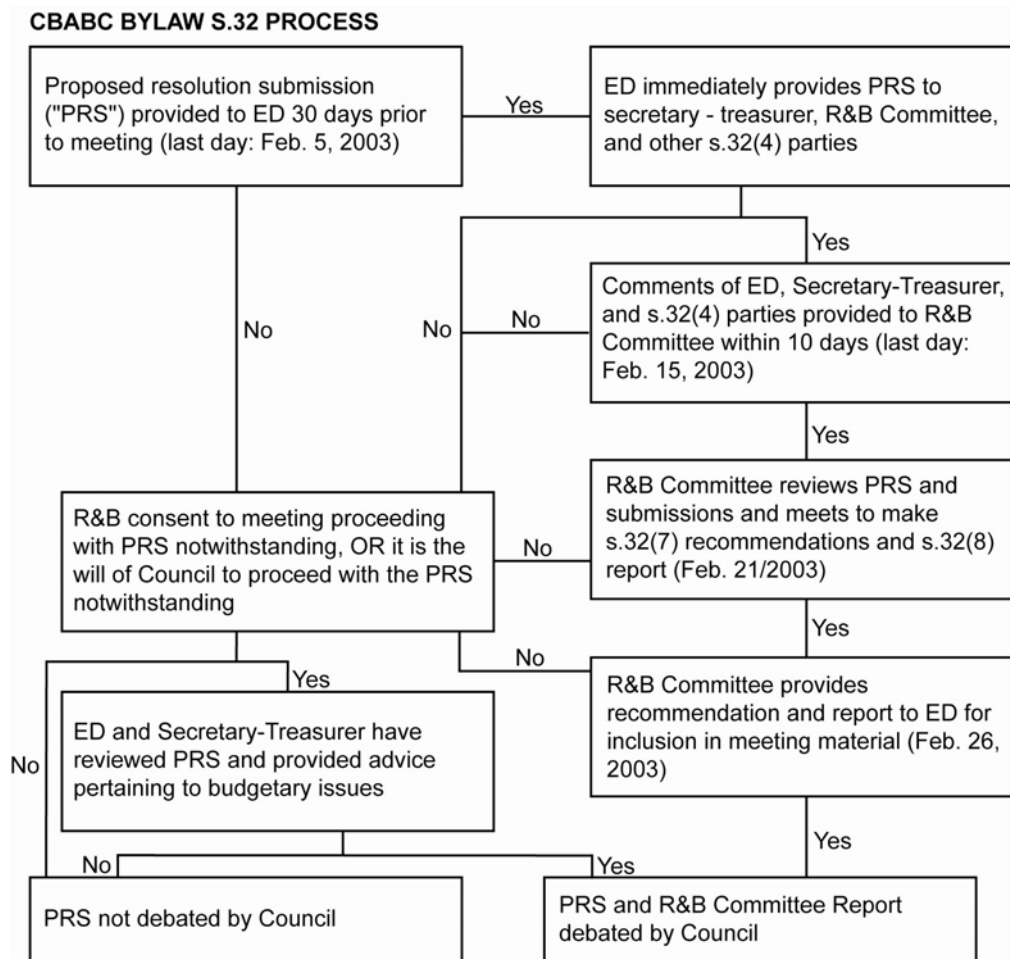 CBABC BYLAW S.32 PROCESS
Proposed resolution submission
("PRS") provided to ED 30 days prior
to meeting (last day: Feb. 5, 2003)
Yes
ED immediately provides PRS to
secretary - treasurer, R&B Committee,
and other s.32(4) parties
Yes
Comments of ED, Secretary-Treasurer,
and s.32(4) parties provided to R&B
Committee within 10 days (last day:
Feb. 15, 2003)
No
No
No
Yes
R&B Committee reviews PRS and
submissions and meets to make
s.32(7) recommendations and s.32(8)
report (Feb. 21/2003)
R&B consent to meeting proceeding
with PRS notwithstanding, OR it is the
will of Council to proceed with the PRS
notwithstanding
No
Yes
No
R&B Committee provides
recommendation and report to ED for
inclusion in meeting material (Feb. 26,
2003)
Yes
ED and Secretary-Treasurer have
reviewed PRS and provided advice
pertaining to budgetary issues
No
Yes
No
Yes
PRS not debated by Council
PRS and R&B Committee Report
debated by Council